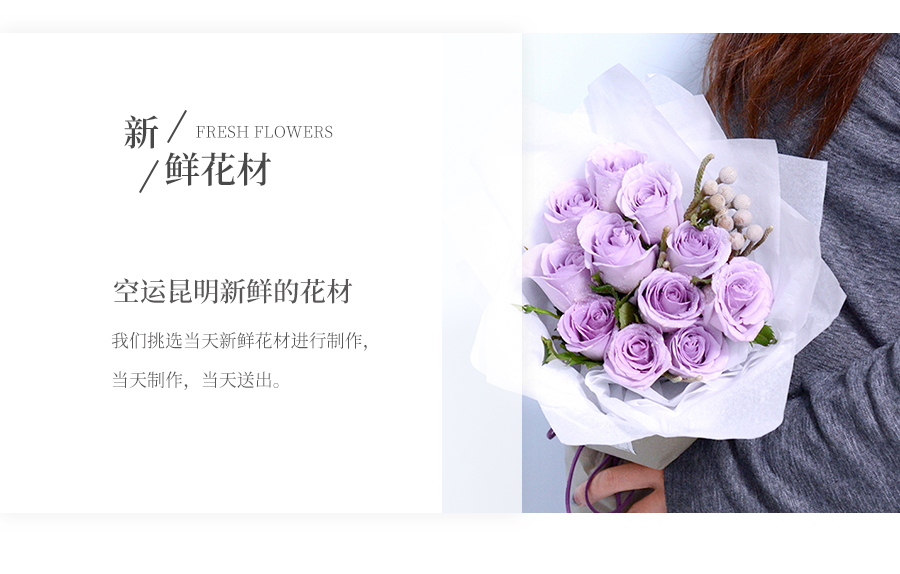 新
FRESH FLOWERS
鲜花材
空运昆明新鲜的花材
我们挑选当天新鲜花材进行制作，
当天制作，当天送出。